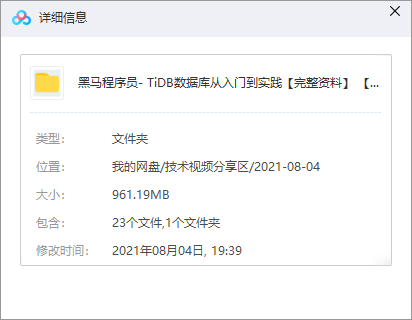 详细信息
黑马程序员- TiDB数据库从入门到实践【完整资料】 【...
类型: 文件夹
位置: 我的网盘/技术视频分享区/2021-08-04
大小: 961.19MB
包含: 23个文件,1个文件夹
修改时间: 2021年08月04日, 19:39